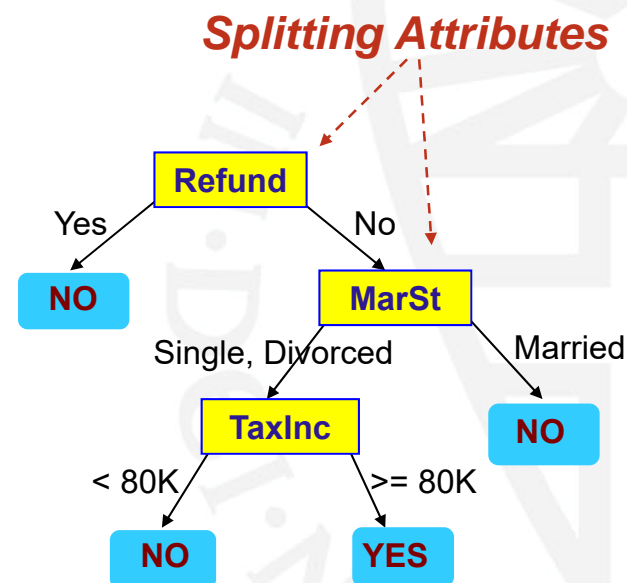 Splitting Attributes
Refund
Yes
No
NO
MarSt
Single, Divorced
Married
TaxInc
NO
< 80K
>= 80K
NO
YES